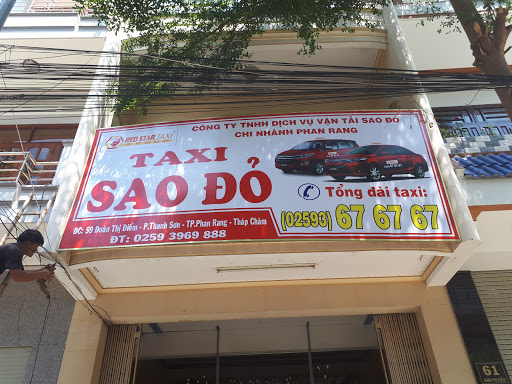 RED STAR TAXI
CÔNG TY TNHH DỊCH VỤ VẬN TẢI SAO ĐỎ
CHI NHÁNH PHAN RANG
TAXI
SAO ĐỎ
Tổng đài taxi:
(02593) 67 67 67
ĐC: 59 Đoàn Thị Điểm - P.Thanh Sơn - TP.Phan Rang - Tháp Chàm
ĐT: 0259 3969 888
61